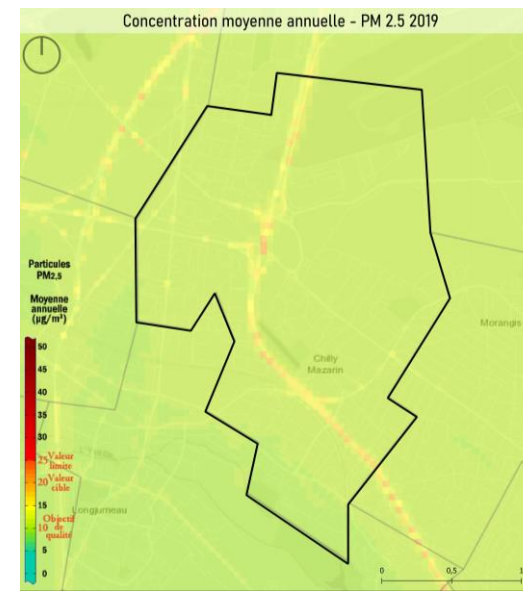 Concentration moyenne annuelle - PM 2.5 2019
Particules
PM2,5
Moyenne
annuelle
(µg/m³)
50
45
40
35
30
25 Valeur
limite
20 Valeur
cible
15
Objectif
10 de
qualité
5
0
Chilly
Mazarin
Morangis
Longjumeau
0 0,5 1